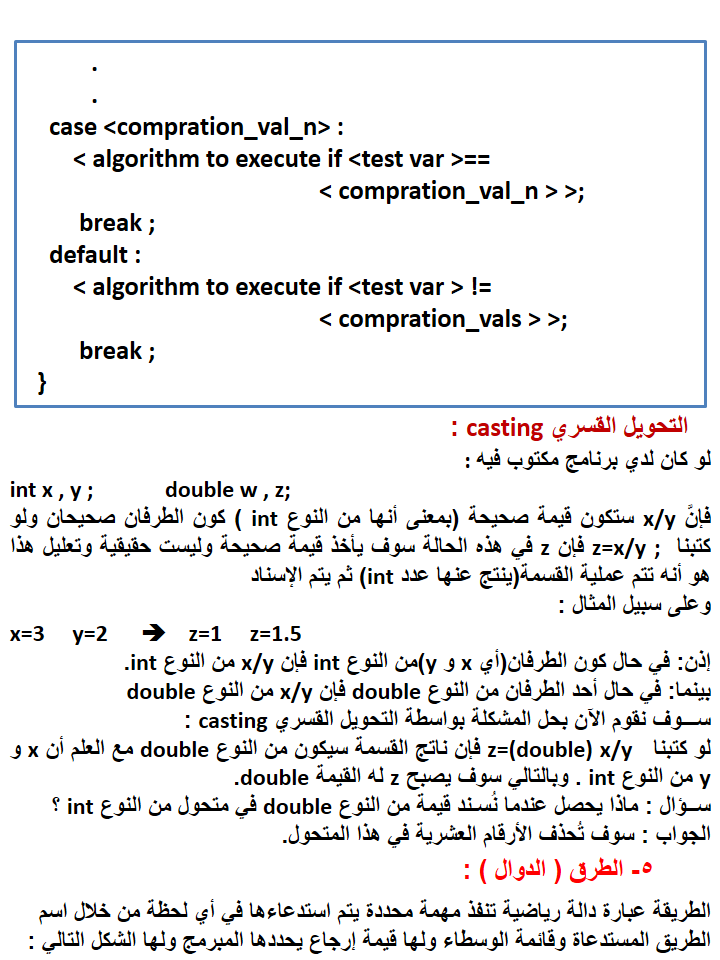 .
.
case <compration_val_n> :
< algorithm to execute if <test var >==
< compration_val_n > >;
break ;
default :
< algorithm to execute if <test var > !=
< compration_vals > >;
break ;
}
التحويل القسري casting :
لو كان لدي برنامج مكتوب فيه :
int x , y ; double w , z;
فإنَّ x/y ستكون قيمة صحيحة (بمعنى أنها من النوع int ) كون الطرفان صحيحان ولو
كتبنا z=x/y ; فإن z في هذه الحالة سوف يأخذ قيمة صحيحة وليست حقيقية وتعليل هذا
هو أنه تتم عملية القسمة(ينتج عنها عدد int) ثم يتم الإسناد
وعلى سبيل المثال :
x=3 y=2 ➔ z=1 z=1.5
إذن: في حال كون الطرفان(أي x و y)من النوع int فإن x/y من النوع int.
بينما: في حال أحد الطرفان من النوع double فإن x/y من النوع double
ســوف نقوم الآن بحل المشكلة بواسطة التحويل القسري casting :
لو كتبنا z=(double) x/y فإن ناتج القسمة سيكون من النوع double مع العلم أن x و
y من النوع int . وبالتالي سوف يصبح z له القيمة double.
ســؤال : ماذا يحصل عندما نُسـند قيمة من النوع double في متحول من النوع int ؟
الجواب : سوف تُحذف الأرقام العشرية في هذا المتحول.
٥- الطرق ( الدوال ) :
الطريقة عبارة دالة رياضية تنفذ مهمة محددة يتم استدعاءها في أي لحظة من خلال اسم
الطريق المستدعاة وقائمة الوسطاء ولها قيمة إرجاع يحددها المبرمج ولها الشكل التالي :